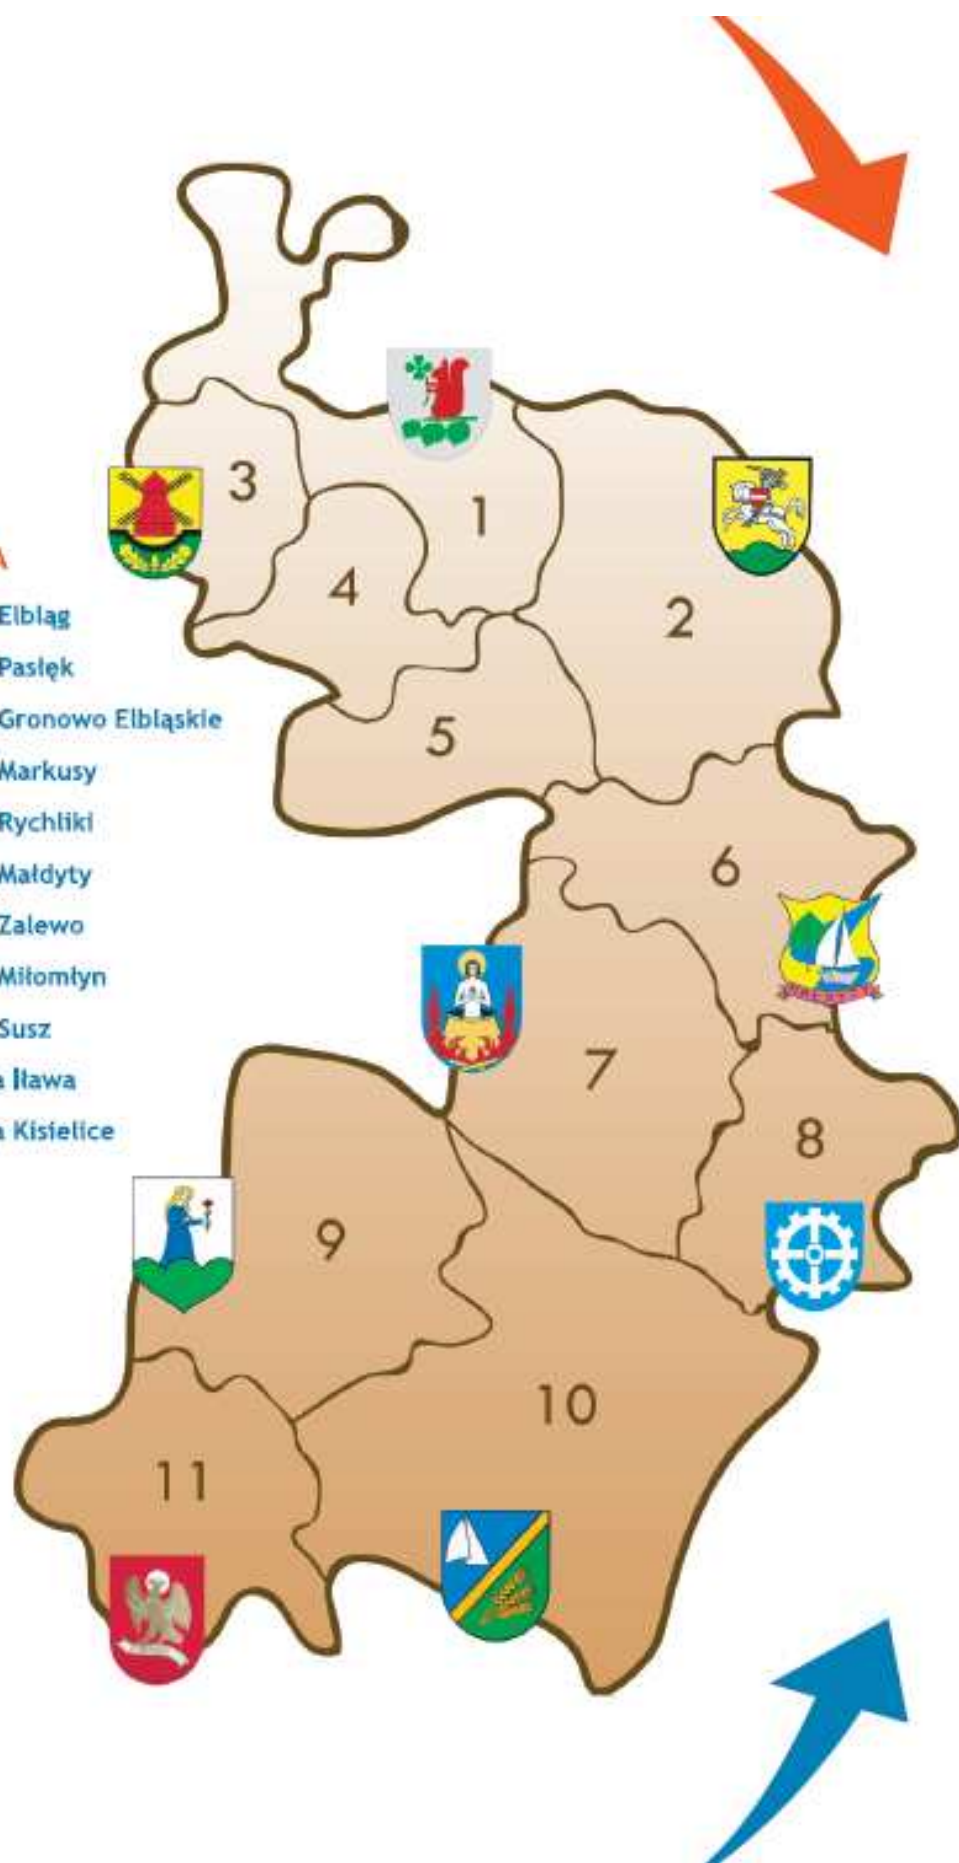 A
Elbląg
Pasłęk
Gronowo Elbląskie
Markusy
Rychliki
Małdyty
Zalewo
Miłomłyn
Susz
a Iława
a Kisielice
3
1
4
2
5
6
7
8
9
10
11